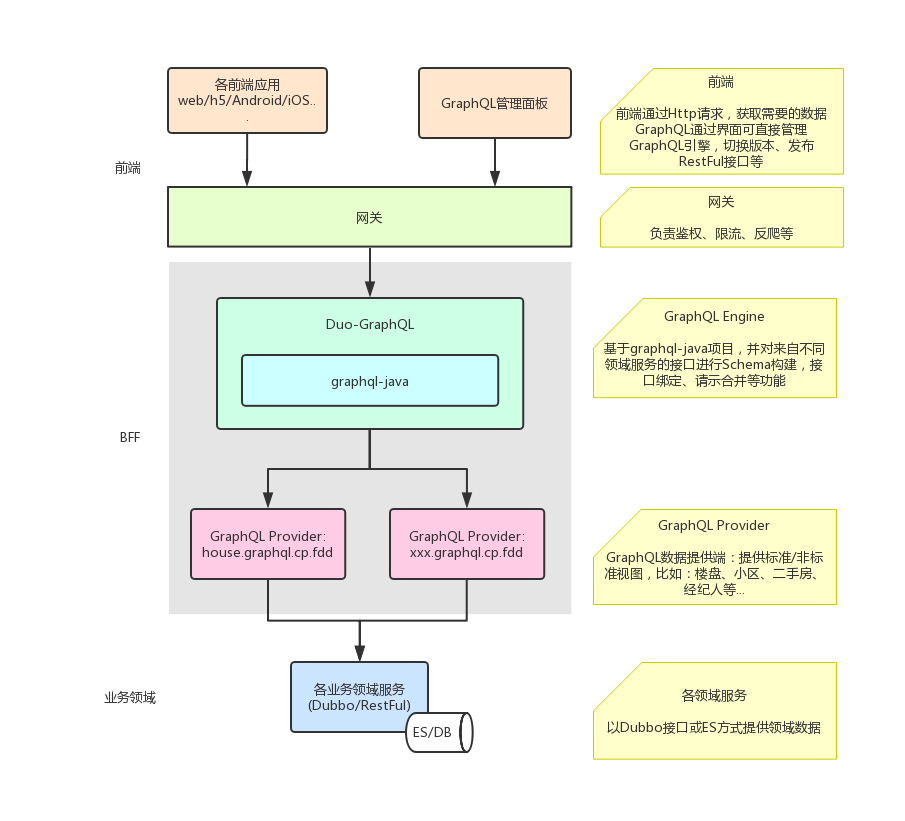 各前端应用
web/h5/Android/iOS..
.
GraphQL管理面板
前端
前端通过Http请求，获取需要的数据
GraphQL通过界面可直接管理
GraphQL引擎，切换版本、发布
RestFul接口等
前端
网关
网关
负责鉴权、限流、反爬等
Duo-GraphQL
graphql-java
GraphQL Engine
基于graphql-java项目，并对来自不同
领域服务的接口进行Schema构建，接
口绑定、请示合并等功能
BFF
GraphQL Provider:
house.graphql.cp.fdd
GraphQL Provider:
xxx.graphql.cp.fdd
GraphQL Provider
GraphQL数据提供端：提供标准/非标
准视图，比如：楼盘、小区、二手房、
经纪人等...
业务领域
各业务领域服务
(Dubbo/RestFul)
ES/DB
各领域服务
以Dubbo接口或ES方式提供领域数据